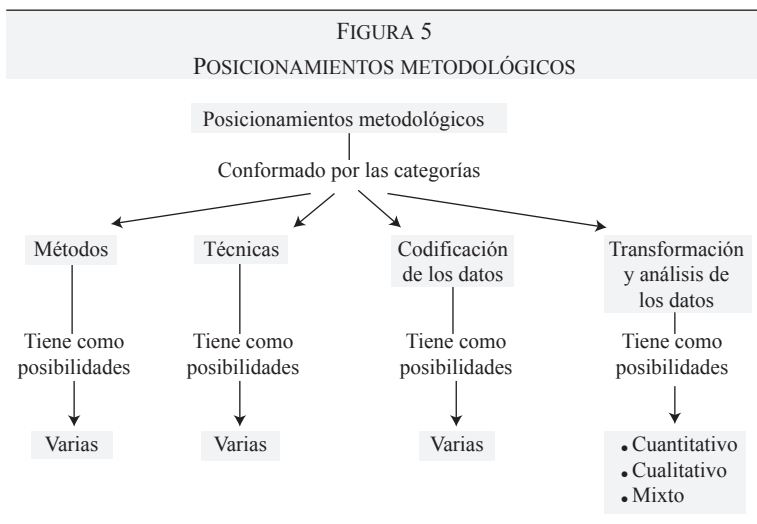 FIGURA 5
POSICIONAMIENTOS METODOLÓGICOS
Posicionamientos metodológicos
Conformado por las categorías
Métodos
Técnicas
Codificación
de los datos
Transformación
y análisis de
los datos
Tiene como
posibilidades
Tiene como
posibilidades
Tiene como
posibilidades
Tiene como
posibilidades
Varias
Varias
Varias
• Cuantitativo
• Cualitativo
• Mixto